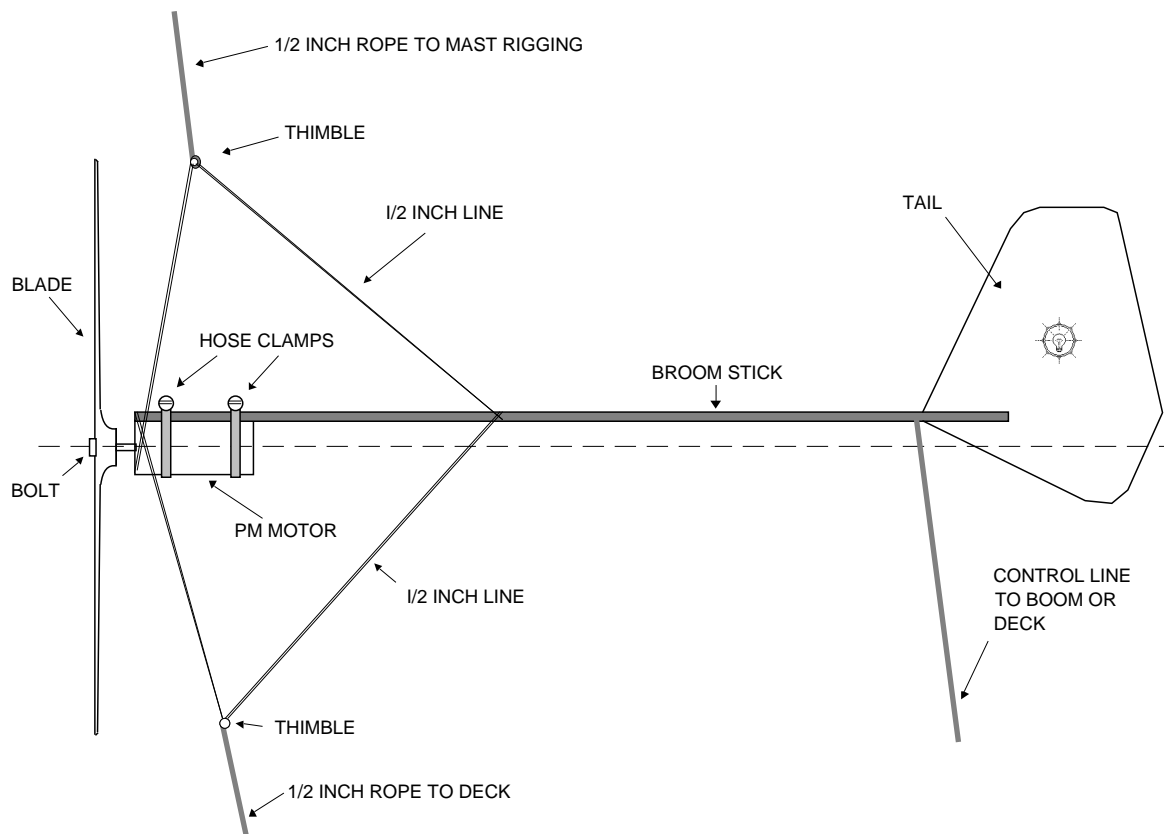 1/2 INCH ROPE TO MAST RIGGING
THIMBLE
I/2 INCH LINE
TAIL
BLADE
HOSE CLAMPS
BROOM STICK
BOLT
PM MOTOR
I/2 INCH LINE
CONTROL LINE
TO BOOM OR
DECK
THIMBLE
1/2 INCH ROPE TO DECK